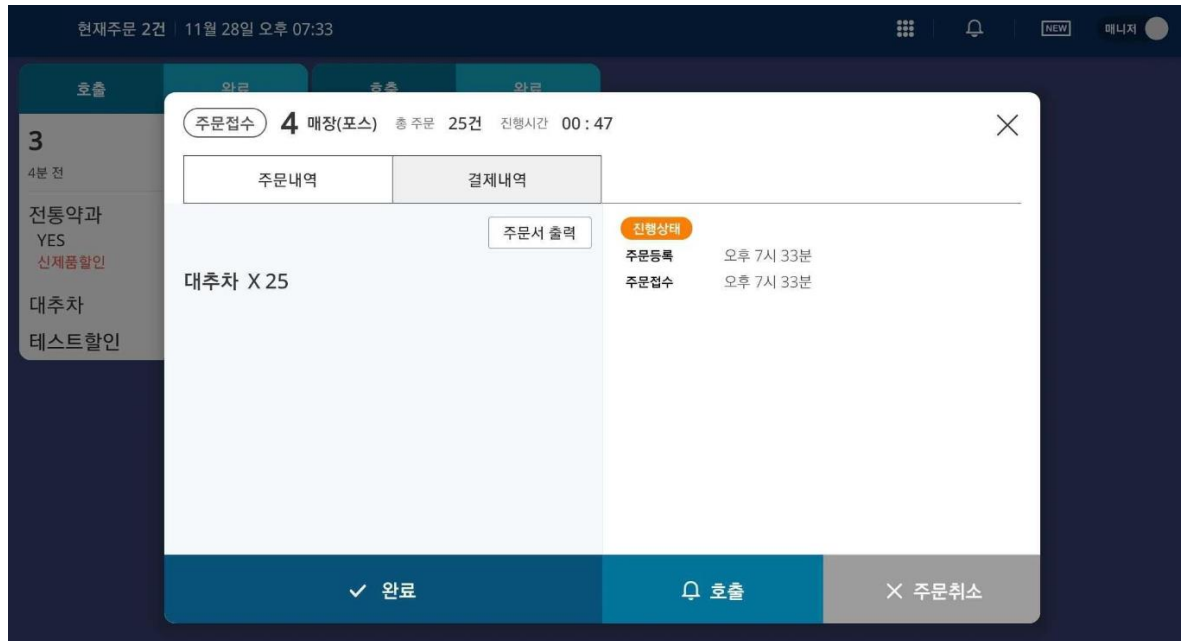 현재주문 2건 11월 28일 오후 07:33 NEW 매니저
호출 완료 호출 완료
주문접수 4 매장(포스) 총 주문 25건 진행시간 00 : 47
3
4분 전
주문내역 결제내역
전통약과
YES
신제품할인
대추차
테스트할인
주문서 출력
대추차 X 25
진행상태
주문등록 오후 7시 33분
주문접수 오후 7시 33분
완료 호출 주문취소